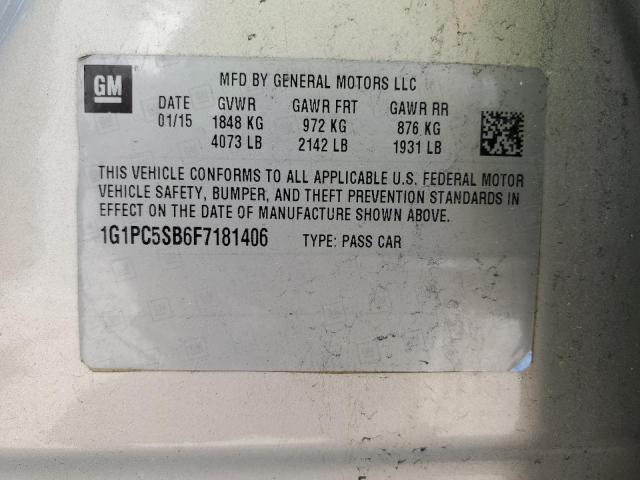 GM
MFD BY GENERAL MOTORS LLC
DATE GVWR GAWR FRT GAWR RR
01/15 1848 KG 972 KG 876 KG
4073 LB 2142 LB 1931 LB
THIS VEHICLE CONFORMS TO ALL APPLICABLE U.S. FEDERAL MOTOR
VEHICLE SAFETY, BUMPER, AND THEFT PREVENTION STANDARDS IN
EFFECT ON THE DATE OF MANUFACTURE SHOWN ABOVE.
1G1PC5SB6F7181406 TYPE: PASS CAR